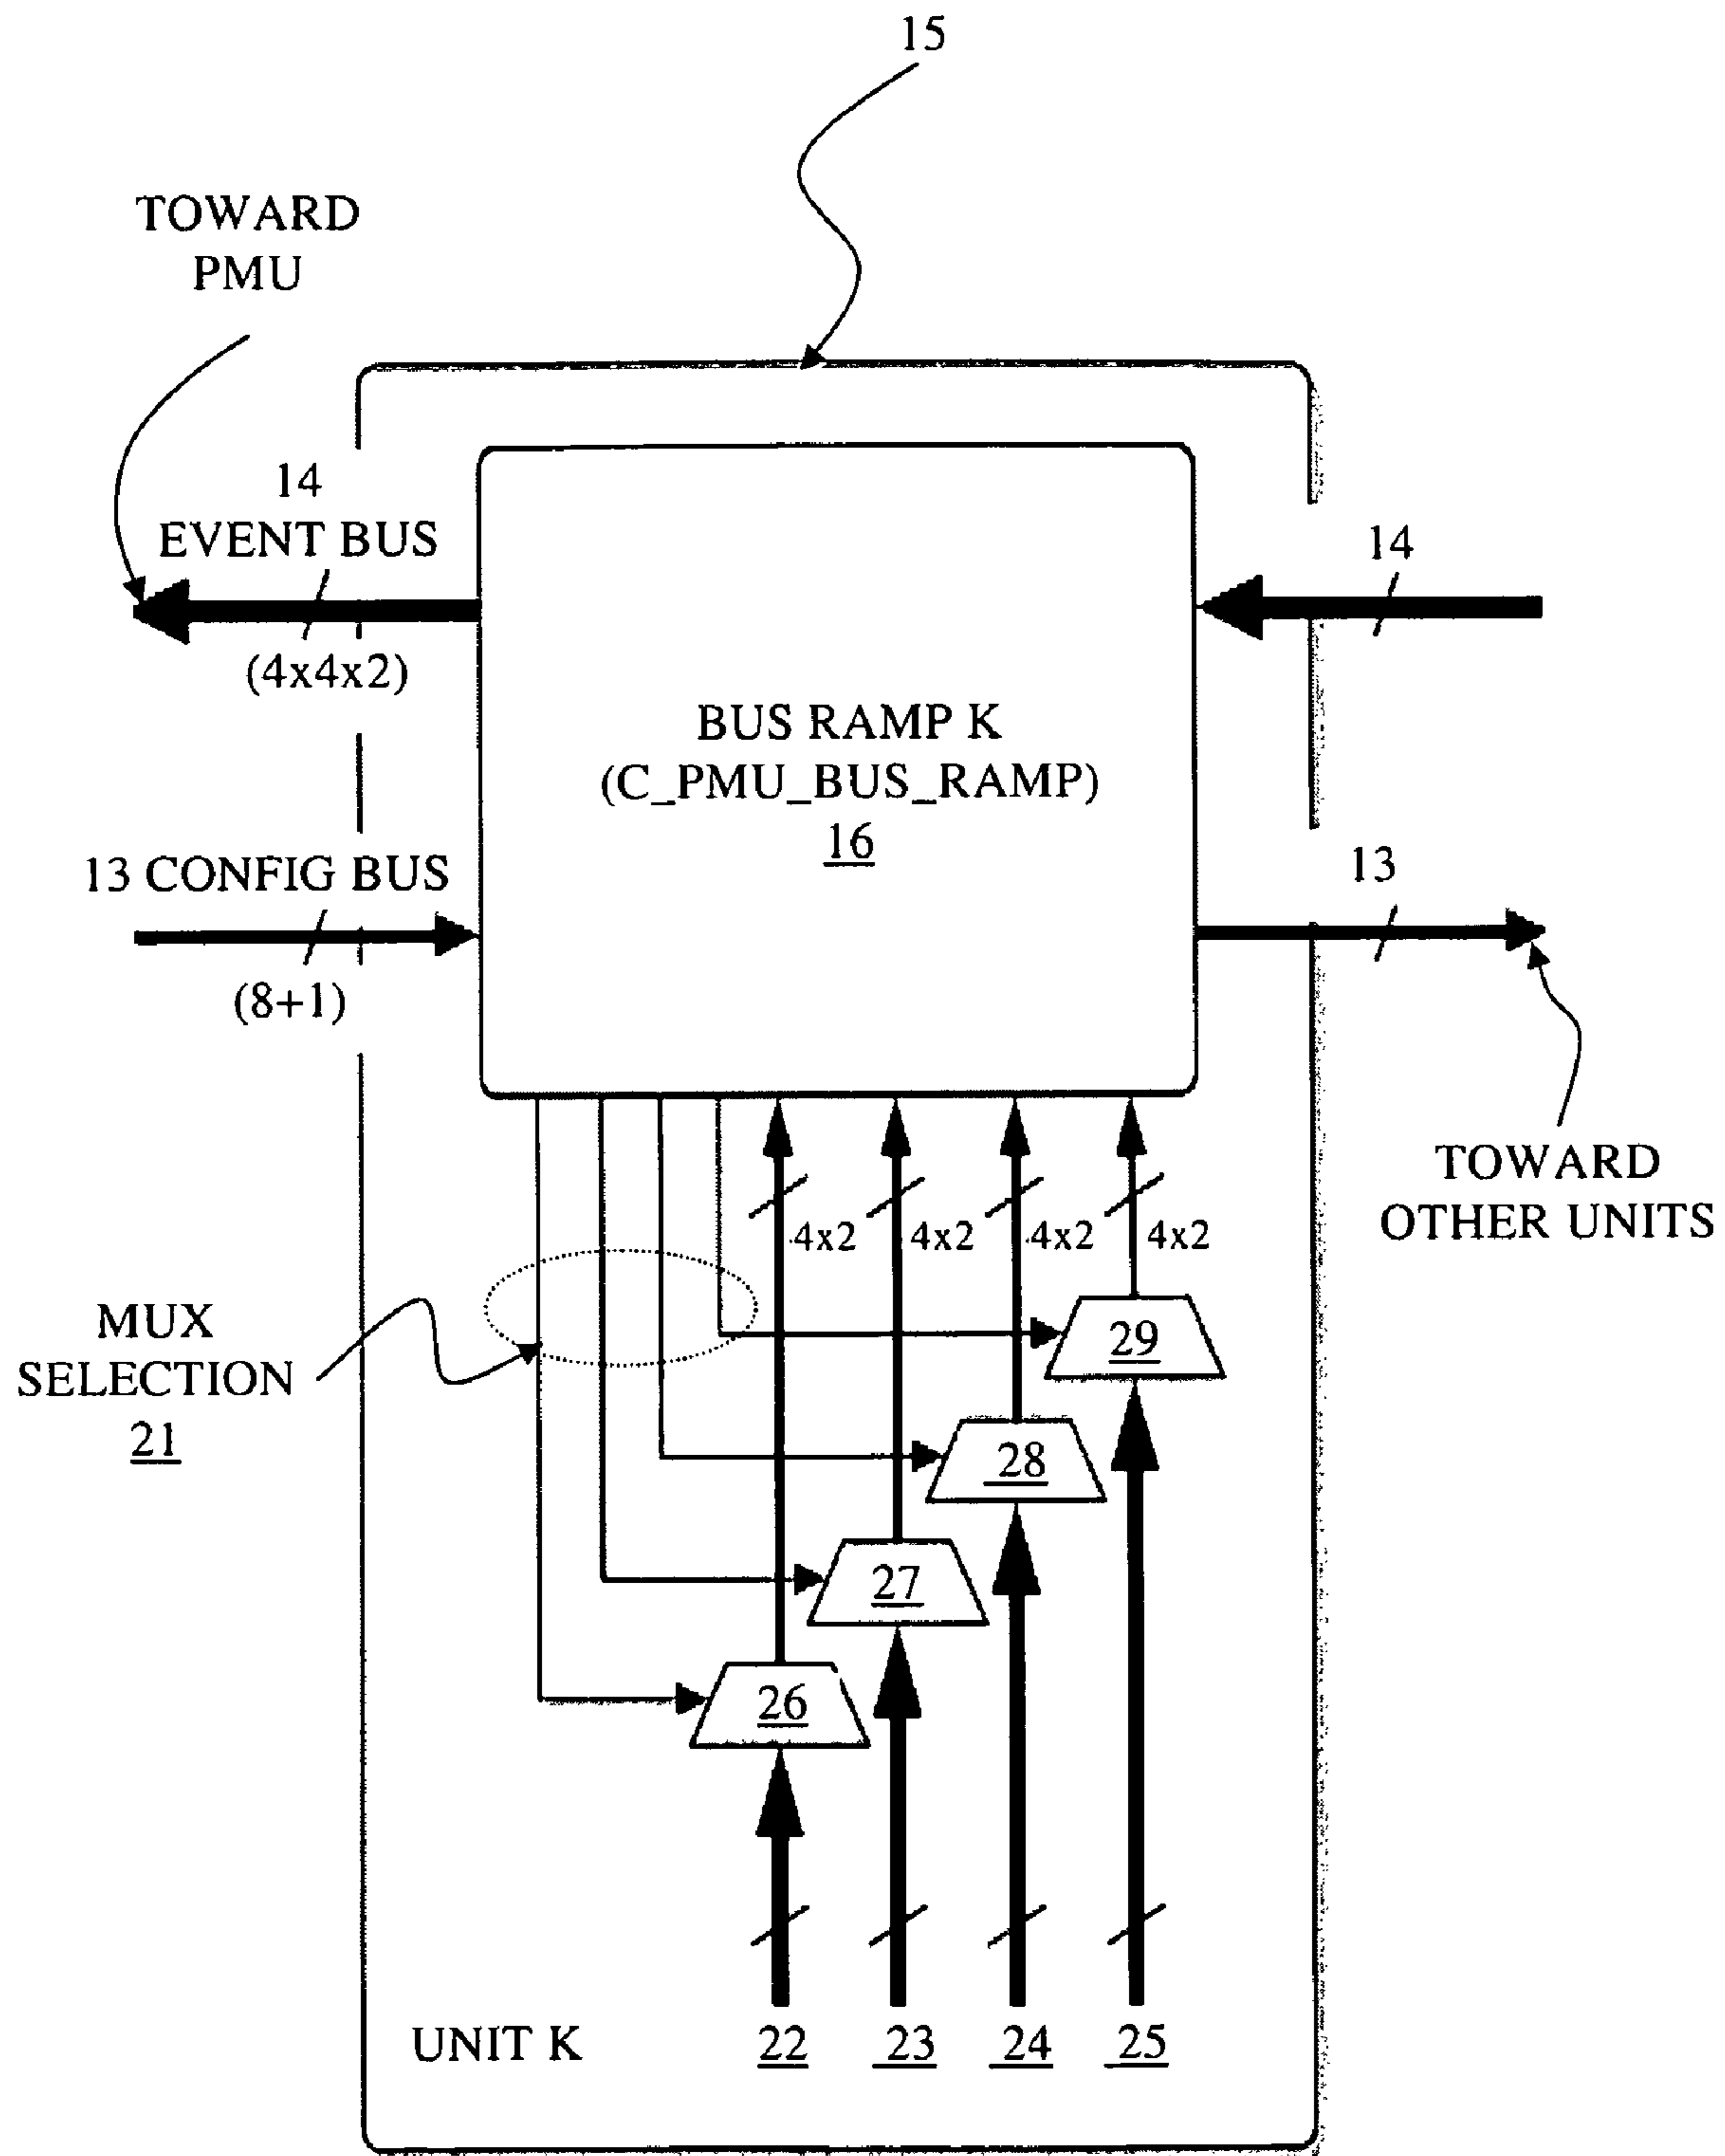 15
TOWARD
PMU
14
EVENT BUS
(4x4x2)
14
BUS RAMP K
(C_PMU_BUS_RAMP)
16
13 CONFIG BUS
(8+1)
13
TOWARD
OTHER UNITS
4x2 4x2 4x2 4x2
MUX
SELECTION
21
29
28
27
26
UNIT K
22 23 24 25